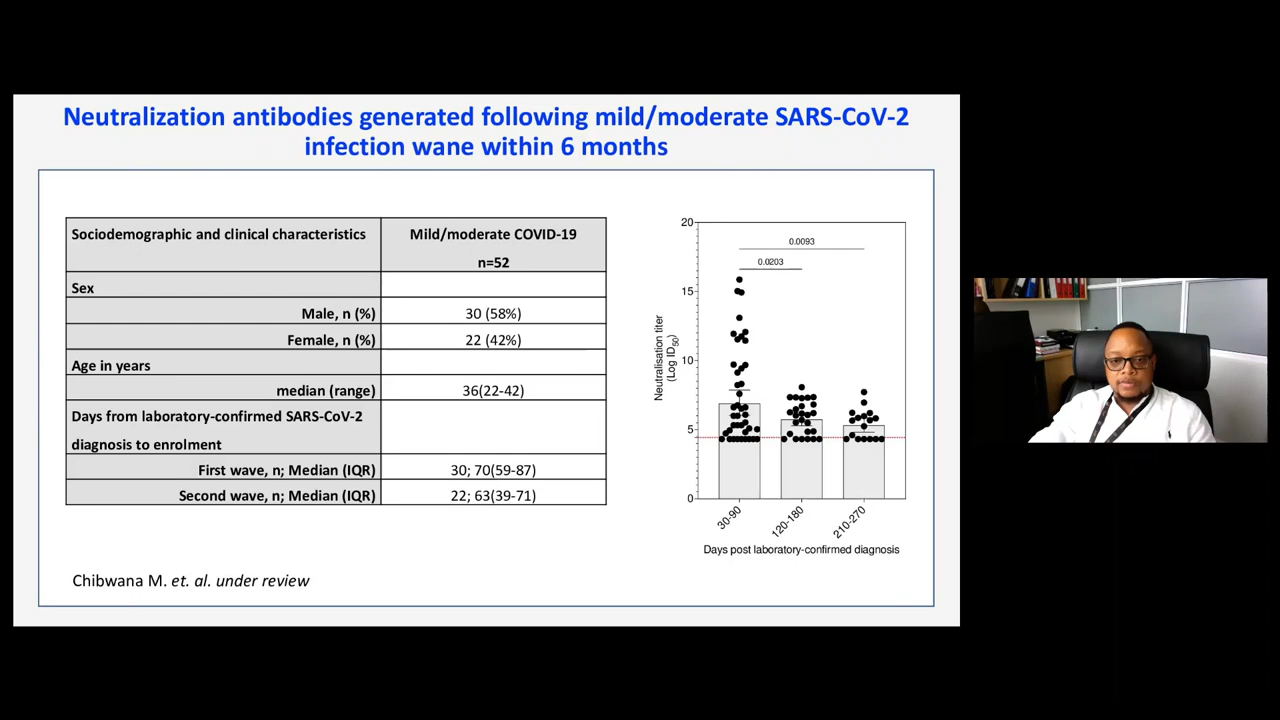 Neutralization antibodies generated following mild/moderate SARS-CoV-2
infection wane within 6 months
Sociodemographic and clinical characteristics
Mild/moderate COVID-19
n=52
Sex
Male, n (%)
30 (58%)
Female, n (%)
22 (42%)
Age in years
median (range)
36(22-42)
Days from laboratory-confirmed SARS-CoV-2
diagnosis to enrolment
First wave, n; Median (IQR)
30; 70(59-87)
Second wave, n; Median (IQR)
22; 63(39-71)
Chibwana M. et. al. under review
20
15
10
5
0
Neutralisation titer
(Log ID50)
0.0093
0.0203
30-90
120-180
210-270
Days post laboratory-confirmed diagnosis